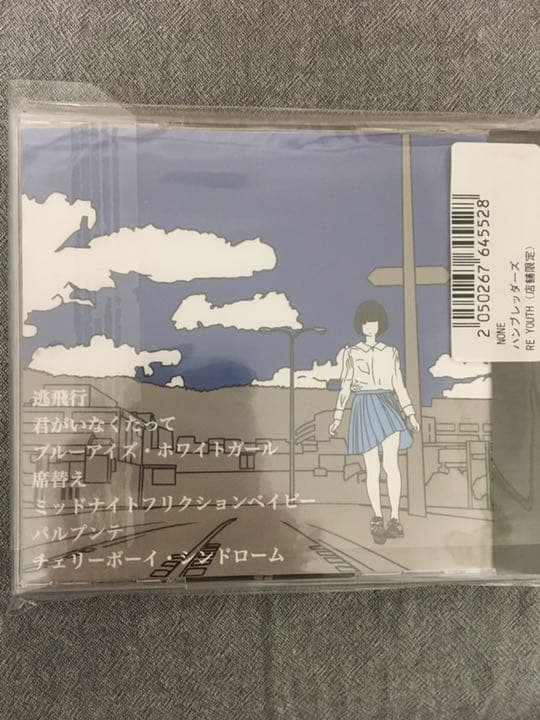 逃飛行
君がいなくたって
ブルーアイズ・ホワイトガール
席替え
ミッドナイトフリクションベイビー
パルプンテ
チェリーボーイ・シンドローム
2 050267 645528
NONE
ハンブレッダーズ
RE YOUTH (店舗限定)